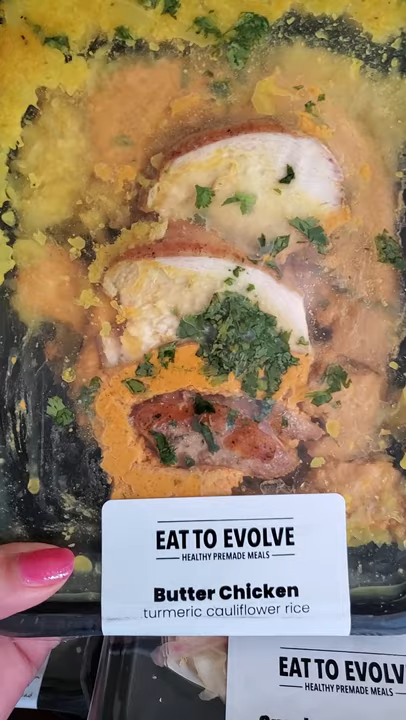 EAT TO EVOLVE
HEALTHY PREMADE MEALS
Butter Chicken
turmeric cauliflower rice
EAT TO EVOLV
HEALTHY PREMADE MEALS